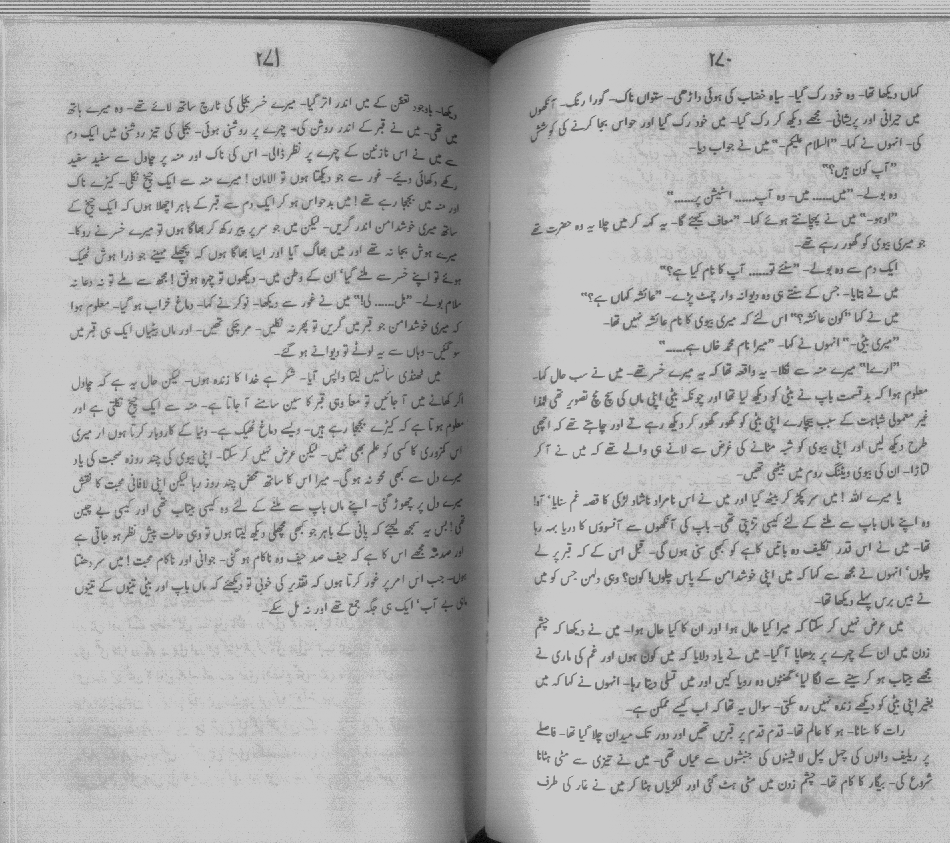 ۲۷۰
کہاں دیکھا تھا۔ وہ خود رک گیا۔ سیاہ خضاب کی ہوئی داڑھی۔ ستواں ناک۔ گورا رنگ۔ آنکھوں
میں حیرانی اور پریشانی۔ مجھے دیکھ کر رک گیا۔ میں خود رک گیا اور حواس بجا کرنے کی کوشش
کی۔ انہوں نے کہا۔ "السلام علیکم۔" میں نے جواب دیا۔
"آپ کون ہیں؟"
وہ بولے۔ "میں...... میں۔ وہ آپ...... اسٹیشن پر......"
"اوہو۔" میں نے پہچانتے ہوئے کہا۔ "معاف کیجئے گا۔ یہ کہہ کر میں چلا یہ وہ حضرت تھے
جو میری بیوی کو گھور رہے تھے۔
ایک دم سے وہ بولے۔ "سنئے تو...... آپ کا نام کیا ہے؟"
میں نے بتایا۔ جس کے سنتے ہی وہ دیوانہ وار چمٹ پڑے۔ "عائشہ کہاں ہے؟"
میں نے کہا "کون عائشہ؟" اس لئے کہ میری بیوی کا نام عائشہ نہیں تھا۔
"میری بیٹی۔" انہوں نے کہا۔ "میرا نام محمد خاں ہے......"
"ارے!" میرے منہ سے نکلا۔ یہ واقعہ تھا کہ یہ میرے خسر تھے۔ میں نے سب حال کہا۔
معلوم ہوا کہ بدقسمت باپ نے بیٹی کو دیکھ لیا تھا اور چونکہ بیٹی اپنی ماں کی سچ مچ تصویر تھی لہٰذا
غیر معمولی شباہت کے سبب بیچارے اپنی بیٹی کو گھور گھور کر دیکھ رہے تھے اور چاہتے تھے کہ اچھی
طرح دیکھ لیں اور اپنی بیوی کو شبہ مٹانے کی غرض سے لانے ہی والے تھے کہ میں نے آ کر
لتاڑا۔ ان کی بیوی ویٹنگ روم میں بیٹھی تھیں۔
یا میرے اللہ! میں سر پکڑ کر بیٹھ گیا اور میں نے اس نامراد ناشاد لڑکی کا قصہ غم سنایا' آہ!
وہ اپنے ماں باپ سے ملنے کے لئے کیسی تڑپتی تھی۔ باپ کی آنکھوں سے آنسوؤں کا دریا بہہ رہا
تھا۔ میں نے اس قدر تکلیف دہ باتیں کاہے کو کبھی سنی ہوں گی۔ قبل اس کے کہ قبر پر لے
چلوں' انہوں نے مجھ سے کہا کہ میں اپنی خوشدامن کے پاس چلوں! کون؟ وہی دلہن جس کو میں
نے بیس برس پہلے دیکھا تھا۔
میں عرض نہیں کر سکتا کہ میرا کیا حال ہوا اور ان کا کیا حال ہوا۔ میں نے دیکھا کہ چشم
زدن میں ان کے چہرے پر بڑھاپا آ گیا۔ میں نے یاد دلایا کہ میں کون ہوں اور غم کی ماری نے
مجھے بیتاب ہو کر سینے سے لگا لیا' گھنٹوں وہ رویا کیں اور میں تسلی دیتا رہا۔ انہوں نے کہا کہ میں
بغیر اپنی بیٹی کو دیکھے زندہ نہیں رہ سکتی۔ سوال یہ تھا کہ اب کیسے ممکن ہے۔
رات کا سناٹا۔ ہو کا عالم تھا۔ قدم قدم پر قبریں تھیں اور دور تک میدان چلا گیا تھا۔ فاصلے
پر ریلیف والوں کی چہل پہل لالٹینوں کی جنبشوں سے عیاں تھی۔ میں نے تیزی سے مٹی ہٹانا
شروع کی۔ بیگار کا کام تھا۔ چشم زدن میں مٹی ہٹ گئی اور لکڑیاں ہٹا کر میں نے غار کی طرف
۲۷۱
دیکھا۔ باوجود تعفن کے میں اندر اتر گیا۔ میرے خسر بجلی کی ٹارچ ساتھ لائے تھے۔ وہ میرے ہاتھ
میں تھی۔ میں نے قبر کے اندر روشن کی۔ چہرے پر روشنی ہوئی۔ بجلی کی تیز روشنی میں ایک دم
سے میں نے اس نازنین کے چہرے پر نظر ڈالی۔ اس کی ناک اور منہ پر چاول سے سفید سفید
رکھے دکھائی دیئے۔ غور سے جو دیکھتا ہوں تو الامان! میرے منہ سے ایک چیخ نکلی۔ کیڑے ناک
اور منہ میں بجبجا رہے تھے! میں بدحواس ہو کر ایک دم سے قبر کے باہر اچھلا ہوں کہ ایک چیخ کے
ساتھ میری خوشدامن اندر گریں۔ لیکن میں جو سر پر پیر رکھ کر بھاگا ہوں تو میرے خسر نے روکا۔
میرے ہوش بجا نہ تھے اور میں بھاگ آیا اور ایسا بھاگا ہوں کہ پچھلے مہینے جو ذرا ہوش ٹھیک
ہوئے تو اپنے خسر سے ملنے گیا' ان کے وطن میں۔ دیکھوں تو چہرہ ہونق! مجھ سے ملے تو نہ دعا نہ
سلام بولے۔ "مل...... لی!" میں نے غور سے دیکھا۔ نوکر نے کہا۔ دماغ خراب ہو گیا۔ معلوم ہوا
کہ میری خوشدامن جو قبر میں گریں تو پھر نہ نکلیں۔ مر چکی تھیں۔ اور ماں بیٹیاں ایک ہی قبر میں
سو گئیں۔ وہاں سے یہ لوٹے تو دیوانے ہو گئے۔
میں ٹھنڈی سانسیں لیتا واپس آیا۔ شکر ہے خدا کا زندہ ہوں۔ لیکن حال یہ ہے کہ چاول
اگر کھانے میں آ جائیں تو معاً وہی قبر کا سین سامنے آ جاتا ہے۔ منہ سے ایک چیخ نکلتی ہے اور
معلوم ہوتا ہے کہ کیڑے بجبجا رہے ہیں۔ ویسے دماغ ٹھیک ہے۔ دنیا کے کاروبار کرتا ہوں اور میری
اس کمزوری کا کسی کو علم بھی نہیں۔ لیکن عرض نہیں کر سکتا۔ اپنی بیوی کی چند روزہ صحبت کی یاد
میرے دل سے کبھی محو نہ ہو گی۔ میرا اس کا ساتھ محض چند روز رہا لیکن اپنی لافانی محبت کا نقش
میرے دل پر چھوڑ گئی۔ اپنے ماں باپ سے ملنے کے لئے وہ کیسی بیتاب تھی اور کیسی بے چین
تھی! بس یہ سمجھ لیجئے کہ پانی کے باہر جو بھی مچھلی دیکھ لیتا ہوں تو وہی حالت پیش نظر ہو جاتی ہے
اور صدمہ مجھے اس کا ہے کہ حیف صد حیف وہ ناکام ہو گئی۔ جوانی اور ناکام محبت! میں سر دھنتا
ہوں۔ جب اس امر پر غور کرتا ہوں کہ تقدیر کی خوبی تو دیکھئے کہ ماں باپ اور بیٹی تینوں کے تینوں
ماہی بے آب' ایک ہی جگہ جمع تھے اور نہ مل سکے۔